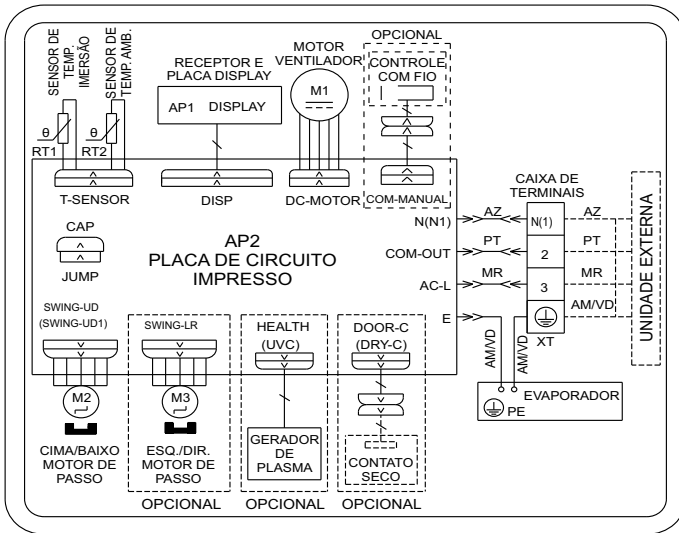 SENSOR DE
TEMP.
IMERSÃO
SENSOR DE
TEMP. AMB.
θ
RT1
θ
RT2
T-SENSOR
RECEPTOR E
PLACA DISPLAY
AP1 DISPLAY
DISP
MOTOR
VENTILADOR
M1
DC-MOTOR
OPCIONAL
CONTROLE
COM FIO
COM-MANUAL
CAP
JUMP
AP2
PLACA DE CIRCUITO
IMPRESSO
N(N1)
COM-OUT
AC-L
E
AZ
PT
MR
AM/VD
AM/VD
CAIXA DE
TERMINAIS
N(1)
2
3
XT
AZ
PT
MR
AM/VD
UNIDADE EXTERNA
EVAPORADOR
PE
SWING-UD
(SWING-UD1)
M2
CIMA/BAIXO
MOTOR DE
PASSO
SWING-LR
M3
ESQ./DIR.
MOTOR DE
PASSO
OPCIONAL
HEALTH
(UVC)
GERADOR
DE
PLASMA
OPCIONAL
DOOR-C
(DRY-C)
CONTATO
SECO
OPCIONAL